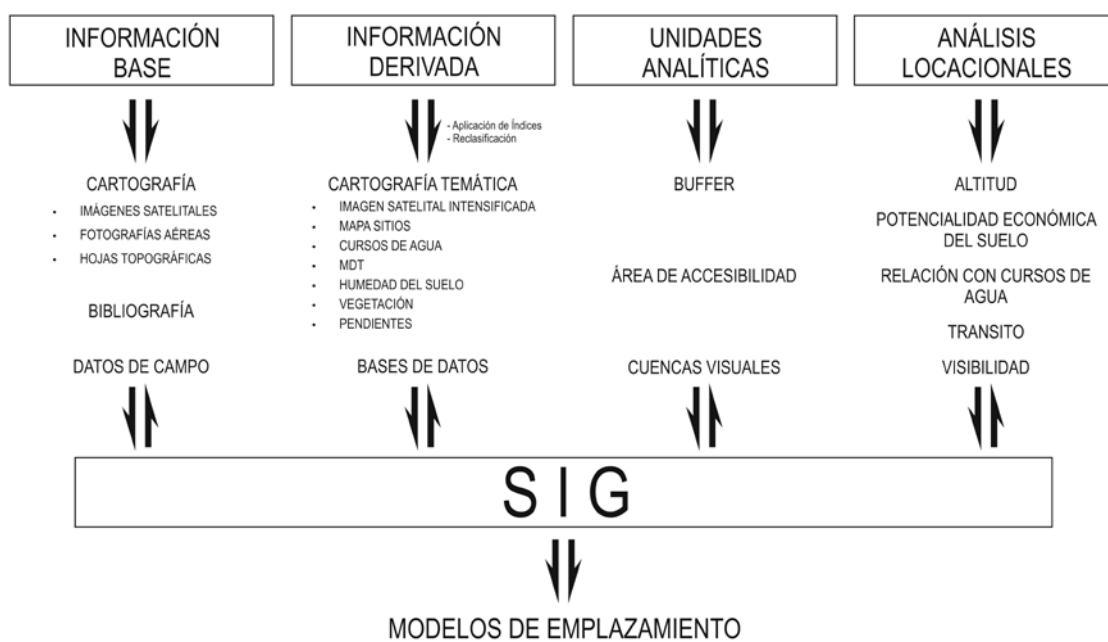 INFORMACIÓN
BASE
CARTOGRAFÍA
• IMÁGENES SATELITALES
• FOTOGRAFÍAS AÉREAS
• HOJAS TOPOGRÁFICAS
BIBLIOGRAFÍA
DATOS DE CAMPO
INFORMACIÓN
DERIVADA
- Aplicación de Índices
- Reclasificación
CARTOGRAFÍA TEMÁTICA
• IMAGEN SATELITAL INTENSIFICADA
• MAPA SITIOS
• CURSOS DE AGUA
• MDT
• HUMEDAD DEL SUELO
• VEGETACIÓN
• PENDIENTES
BASES DE DATOS
UNIDADES
ANALÍTICAS
BUFFER
ÁREA DE ACCESIBILIDAD
CUENCAS VISUALES
ANÁLISIS
LOCACIONALES
ALTITUD
POTENCIALIDAD ECONÓMICA
DEL SUELO
RELACIÓN CON CURSOS DE
AGUA
TRANSITO
VISIBILIDAD
S I G
MODELOS DE EMPLAZAMIENTO